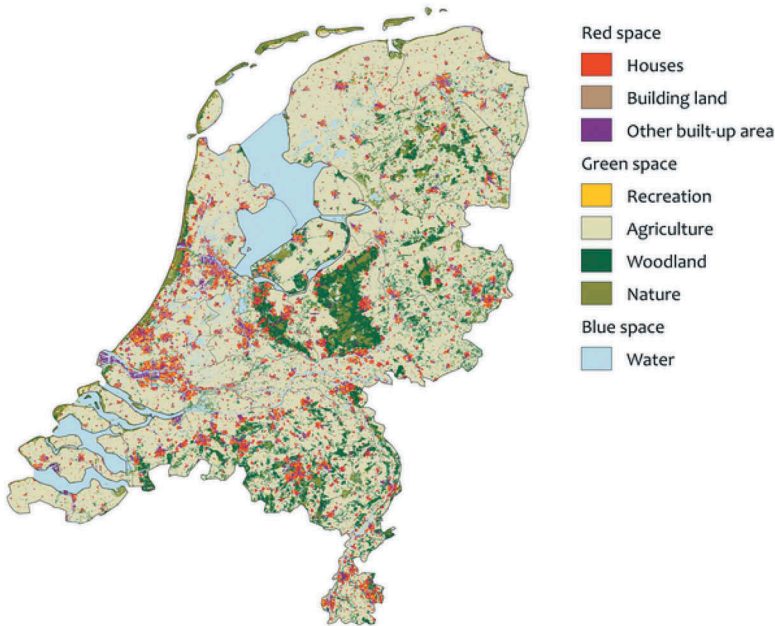 Red space
Houses
Building land
Other built-up area
Green space
Recreation
Agriculture
Woodland
Nature
Blue space
Water